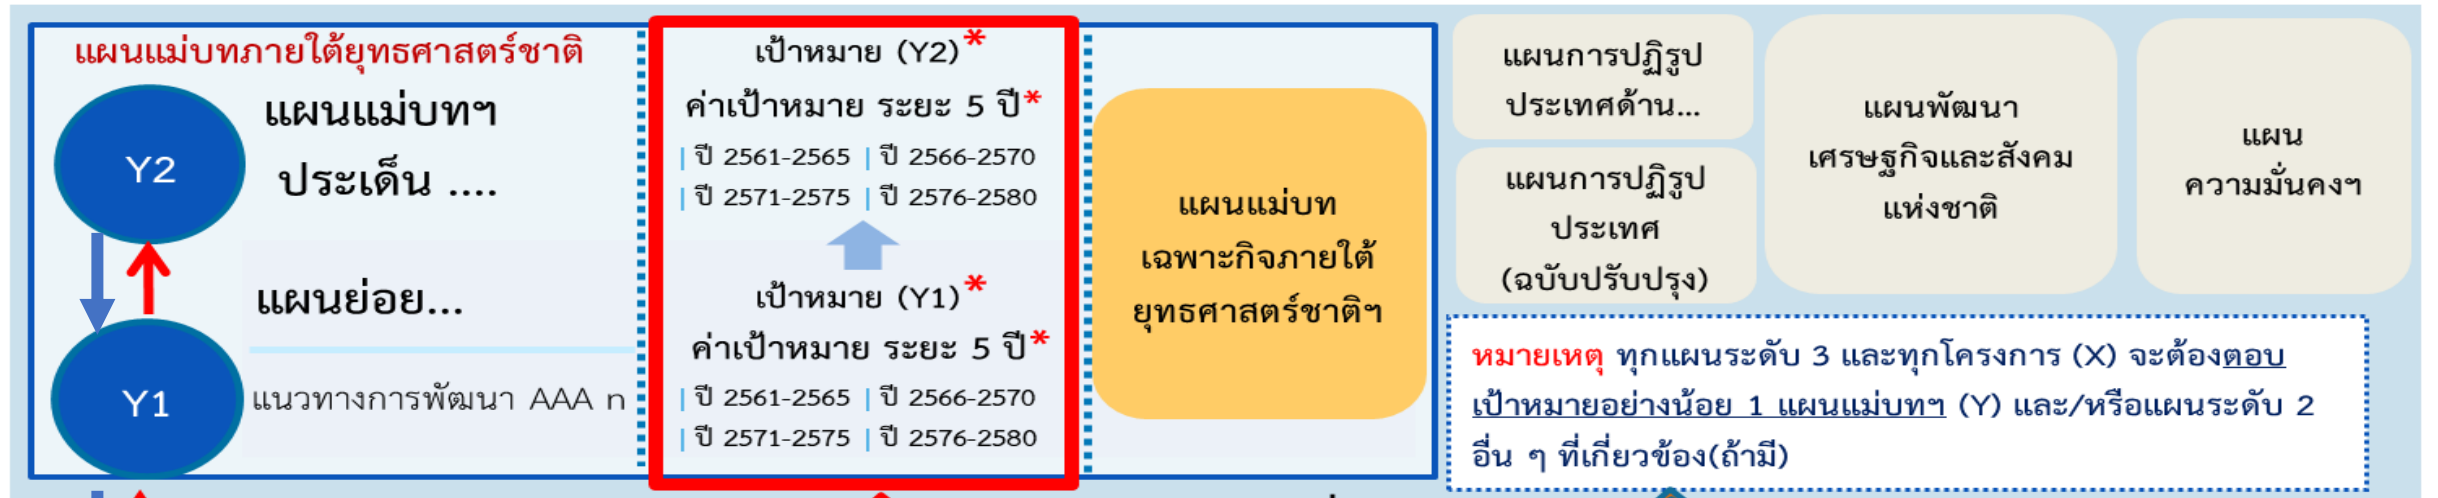 แผนแม่บทภายใต้ยุทธศาสตร์ชาติ
Y2
แผนแม่บทฯ
ประเด็น ....
แผนย่อย...
Y1
แนวทางการพัฒนา AAA n
เป้าหมาย (Y2)*
ค่าเป้าหมาย ระยะ 5 ปี*
| ปี 2561-2565 | ปี 2566-2570
| ปี 2571-2575 | ปี 2576-2580
เป้าหมาย (Y1)*
ค่าเป้าหมาย ระยะ 5 ปี*
| ปี 2561-2565 | ปี 2566-2570
| ปี 2571-2575 | ปี 2576-2580
แผนแม่บท
เฉพาะกิจภายใต้
ยุทธศาสตร์ชาติฯ
แผนการปฏิรูป
ประเทศด้าน...
แผนการปฏิรูป
ประเทศ
(ฉบับปรับปรุง)
แผนพัฒนา
เศรษฐกิจและสังคม
แห่งชาติ
แผน
ความมั่นคงฯ
หมายเหตุ ทุกแผนระดับ 3 และทุกโครงการ (X) จะต้องตอบ
เป้าหมายอย่างน้อย 1 แผนแม่บทฯ (Y) และ/หรือแผนระดับ 2
อื่น ๆ ที่เกี่ยวข้อง(ถ้ามี)